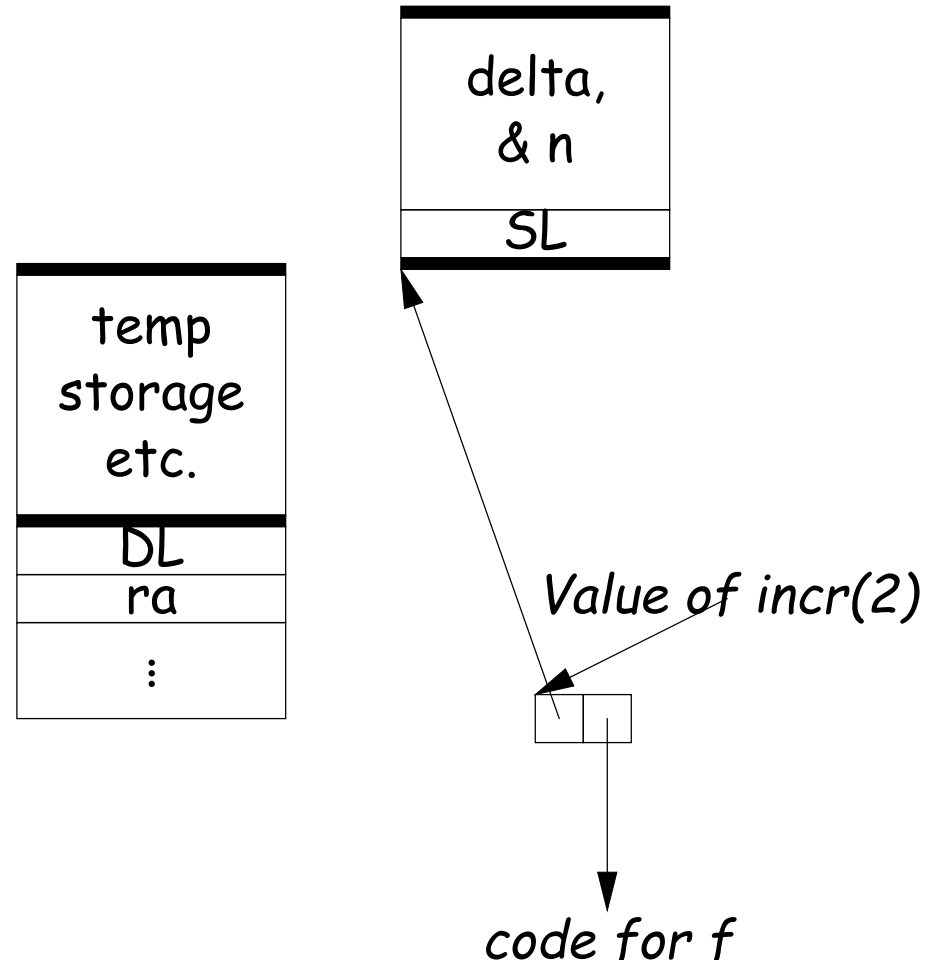 delta,
& n
SL
temp
storage
etc.
DL
ra
⋮
Value of incr(2)
code for f